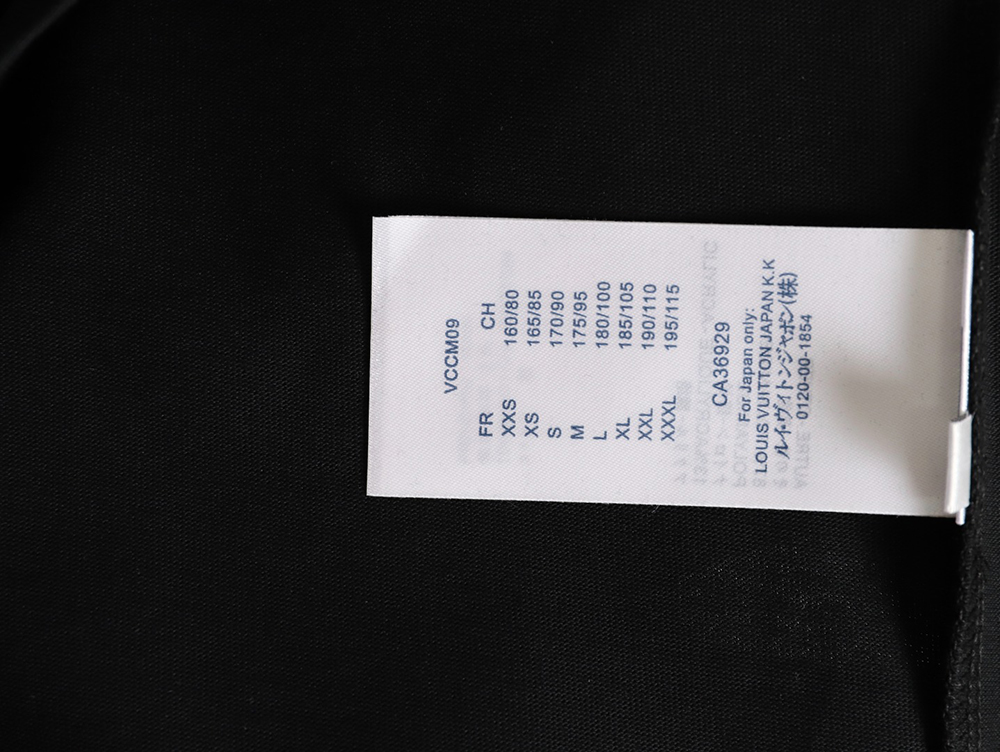 VCCM09
FR CH
XXS 160/80
XS 165/85
S 170/90
M 175/95
L 180/100
XL 185/105
XXL 190/110
XXXL 195/115
CA36929
For Japan only:
LOUIS VUITTON JAPAN K.K
ルイ・ヴィトンジャポン(株)
0120-00-1854